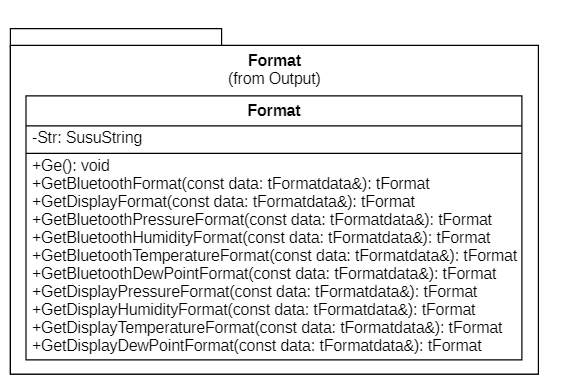 Format
(from Output)
Format
-Str: SusuString
+Ge(): void
+GetBluetoothFormat(const data: tFormatdata&): tFormat
+GetDisplayFormat(const data: tFormatdata&): tFormat
+GetBluetoothPressureFormat(const data: tFormatdata&): tFormat
+GetBluetoothHumidityFormat(const data: tFormatdata&): tFormat
+GetBluetoothTemperatureFormat(const data: tFormatdata&): tFormat
+GetBluetoothDewPointFormat(const data: tFormatdata&): tFormat
+GetDisplayPressureFormat(const data: tFormatdata&): tFormat
+GetDisplayHumidityFormat(const data: tFormatdata&): tFormat
+GetDisplayTemperatureFormat(const data: tFormatdata&): tFormat
+GetDisplayDewPointFormat(const data: tFormatdata&): tFormat